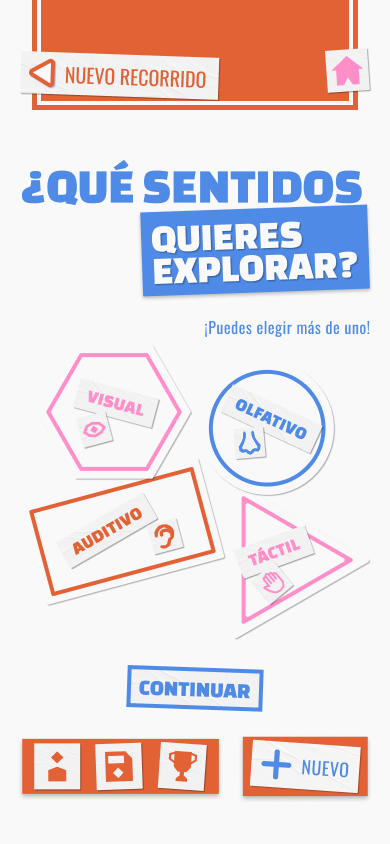 NUEVO RECORRIDO
¿QUÉ SENTIDOS
QUIERES
EXPLORAR?
¡Puedes elegir más de uno!
VISUAL
OLFATIVO
AUDITIVO
TÁCTIL
CONTINUAR
NUEVO